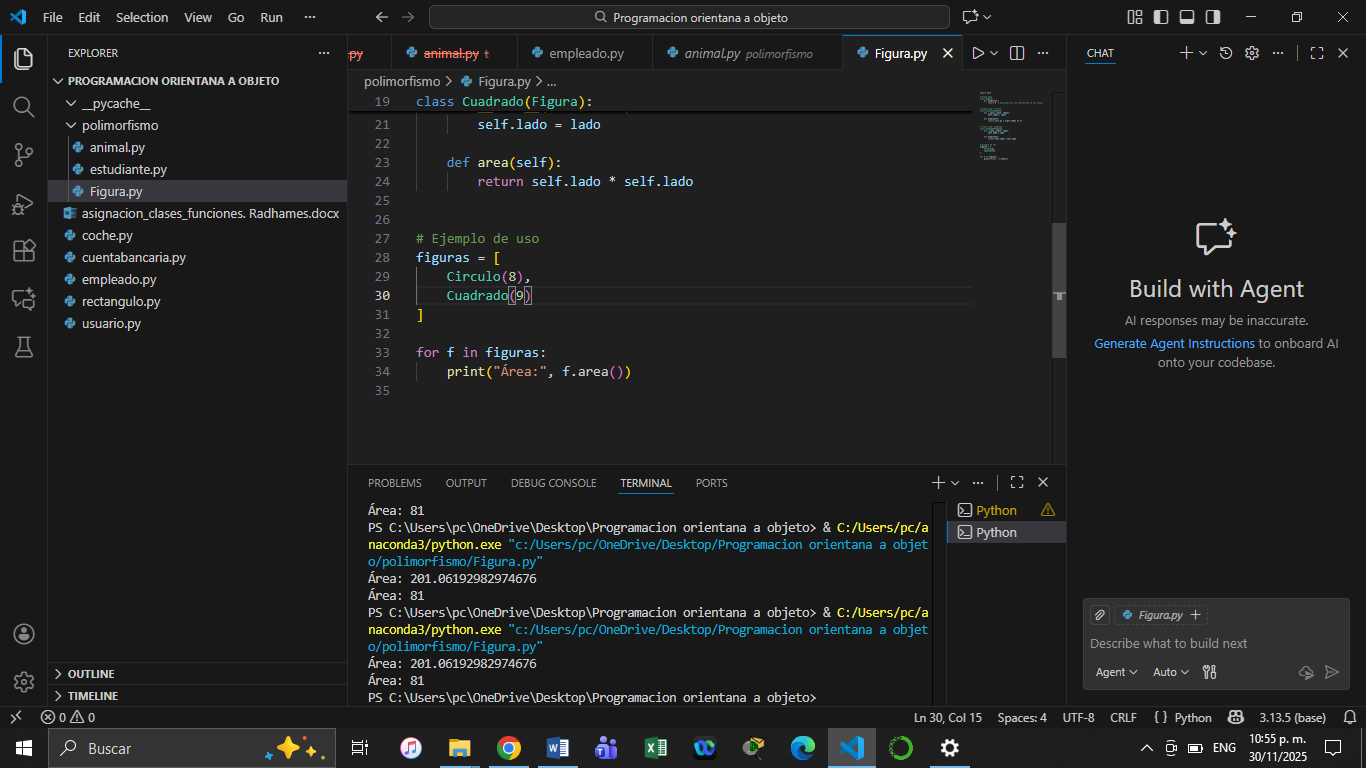 File Edit Selection View Go Run ···
Programacion orientana a objeto
EXPLORER
PROGRAMACION ORIENTANA A OBJETO
__pycache__
polimorfismo
animal.py
estudiante.py
Figura.py
asignacion_clases_funciones. Radhames.docx
coche.py
cuentabancaria.py
empleado.py
rectangulo.py
usuario.py
OUTLINE
TIMELINE
.py animal.py t empleado.py animal.py polimorfismo Figura.py
polimorfismo > Figura.py > ...
19 class Cuadrado(Figura):
21 self.lado = lado
22
23 def area(self):
24 return self.lado * self.lado
25
26
27 # Ejemplo de uso
28 figuras = [
29 Circulo(8),
30 Cuadrado(9)
31 ]
32
33 for f in figuras:
34 print("Área:", f.area())
35
PROBLEMS OUTPUT DEBUG CONSOLE TERMINAL PORTS
Área: 81
PS C:\Users\pc\OneDrive\Desktop\Programacion orientana a objeto> & C:/Users/pc/a
naconda3/python.exe "c:/Users/pc/OneDrive/Desktop/Programacion orientana a objet
o/polimorfismo/Figura.py"
Área: 201.06192982974676
Área: 81
PS C:\Users\pc\OneDrive\Desktop\Programacion orientana a objeto> & C:/Users/pc/a
naconda3/python.exe "c:/Users/pc/OneDrive/Desktop/Programacion orientana a objet
o/polimorfismo/Figura.py"
Área: 201.06192982974676
Área: 81
PS C:\Users\pc\OneDrive\Desktop\Programacion orientana a objeto>
Python
Python
CHAT
Build with Agent
AI responses may be inaccurate.
Generate Agent Instructions to onboard AI
onto your codebase.
Figura.py
Describe what to build next
Agent Auto
0 0
Ln 30, Col 15 Spaces: 4 UTF-8 CRLF { } Python 3.13.5 (base)
Buscar
ENG
10:55 p. m.
30/11/2025